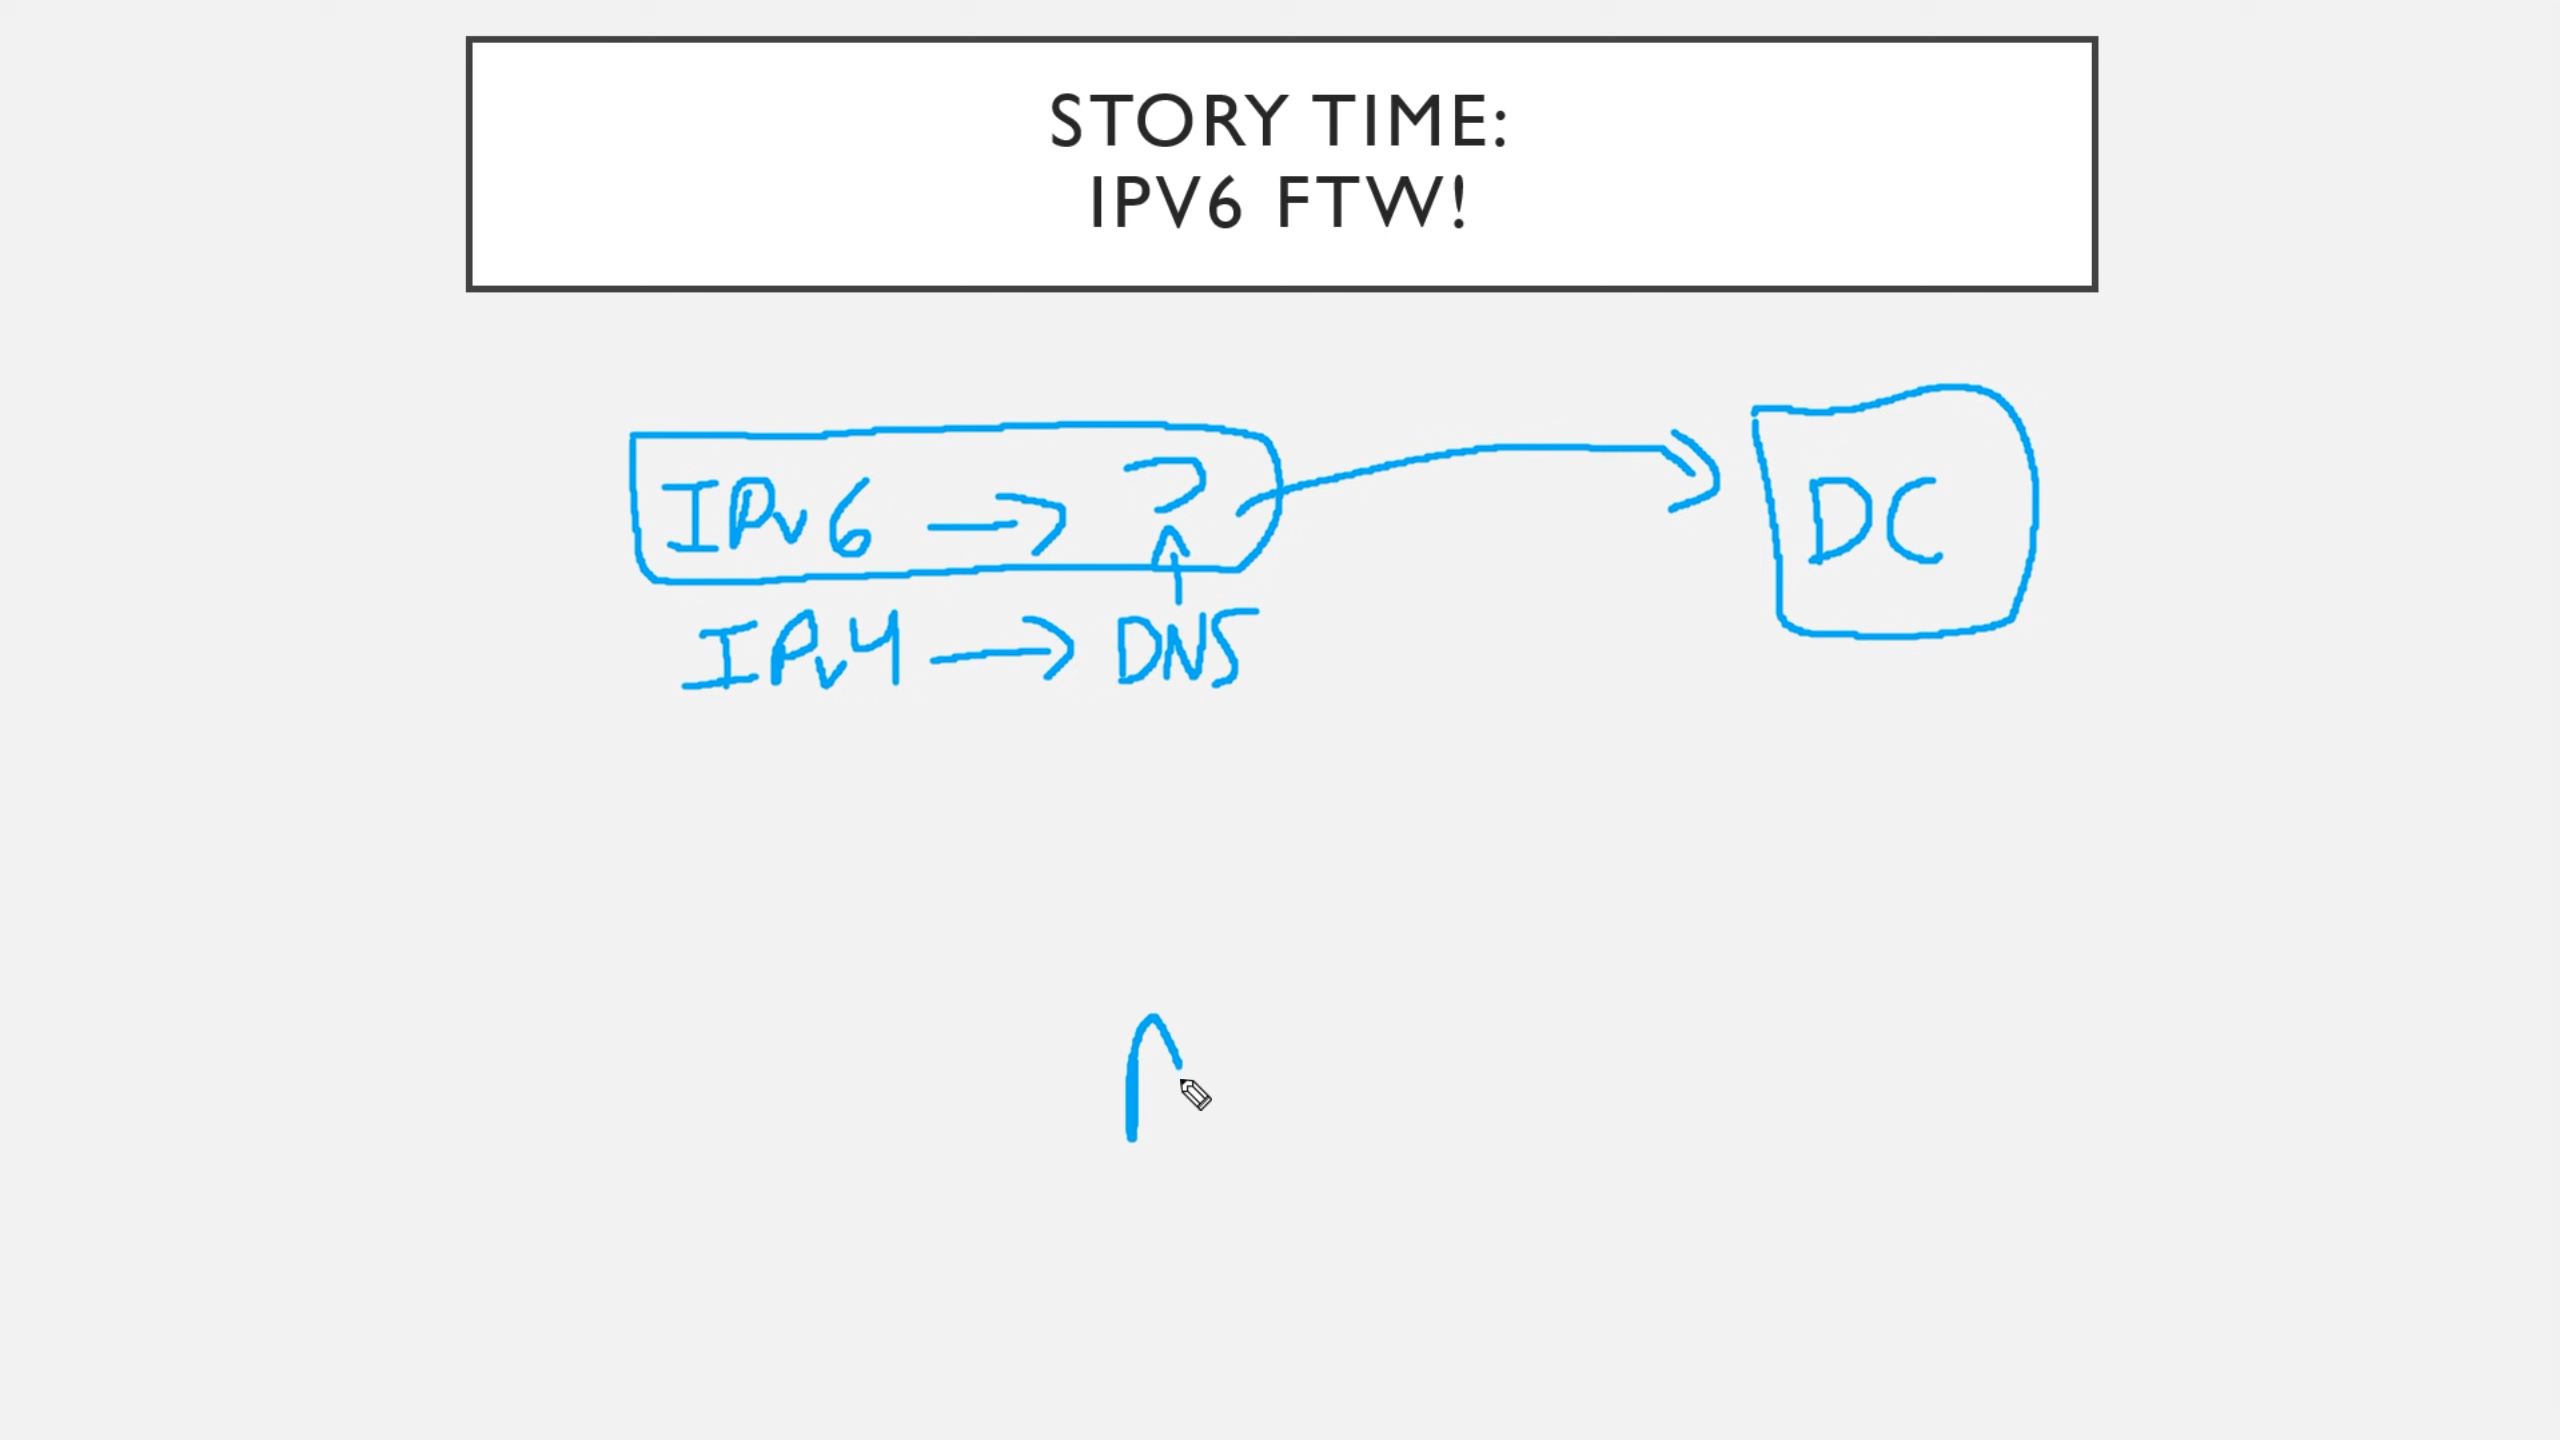 STORY TIME:
IPV6 FTW!
IPv6 → ?
DC
IPv4 → DNS